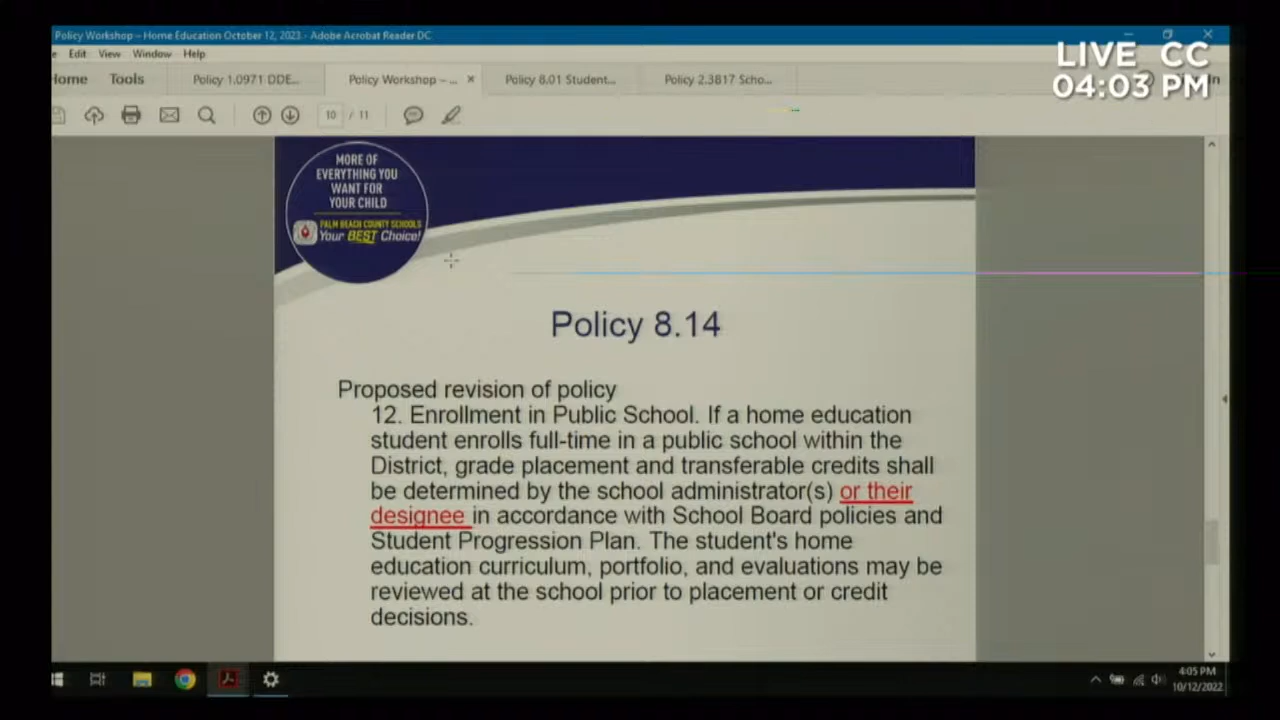 Policy Workshop – Home Education October 12, 2023.- Adobe Acrobat Reader DC
Edit View Window Help
LIVE CC
04:03 PM
Home Tools Policy 1.0971 DDE... Policy Workshop – ... × Policy 8.01 Student... Policy 2.3817 Scho...
10 / 11
MORE OF
EVERYTHING YOU
WANT FOR
YOUR CHILD
PALM BEACH COUNTY SCHOOLS
Your BEST Choice!
Policy 8.14
Proposed revision of policy
12. Enrollment in Public School. If a home education
student enrolls full-time in a public school within the
District, grade placement and transferable credits shall
be determined by the school administrator(s) or their
designee in accordance with School Board policies and
Student Progression Plan. The student's home
education curriculum, portfolio, and evaluations may be
reviewed at the school prior to placement or credit
decisions.
4:05 PM
10/12/2022